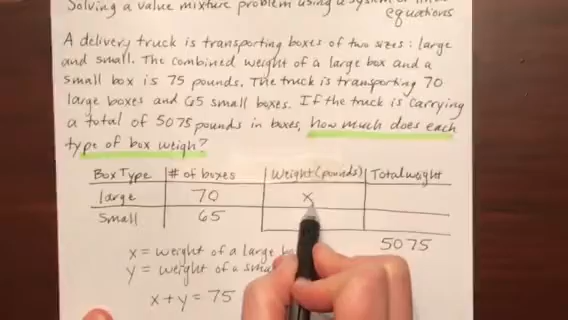 Solving a value mixture problem using a system of linear
equations
A delivery truck is transporting boxes of two sizes: large
and small. The combined weight of a large box and a
small box is 75 pounds. The truck is transporting 70
large boxes and 65 small boxes. If the truck is carrying
a total of 5075 pounds in boxes, how much does each
type of box weigh?
Box Type # of boxes Weight (pounds) Total weight
large 70 x
small 65
5075
x = weight of a large
y = weight of a
x + y = 75